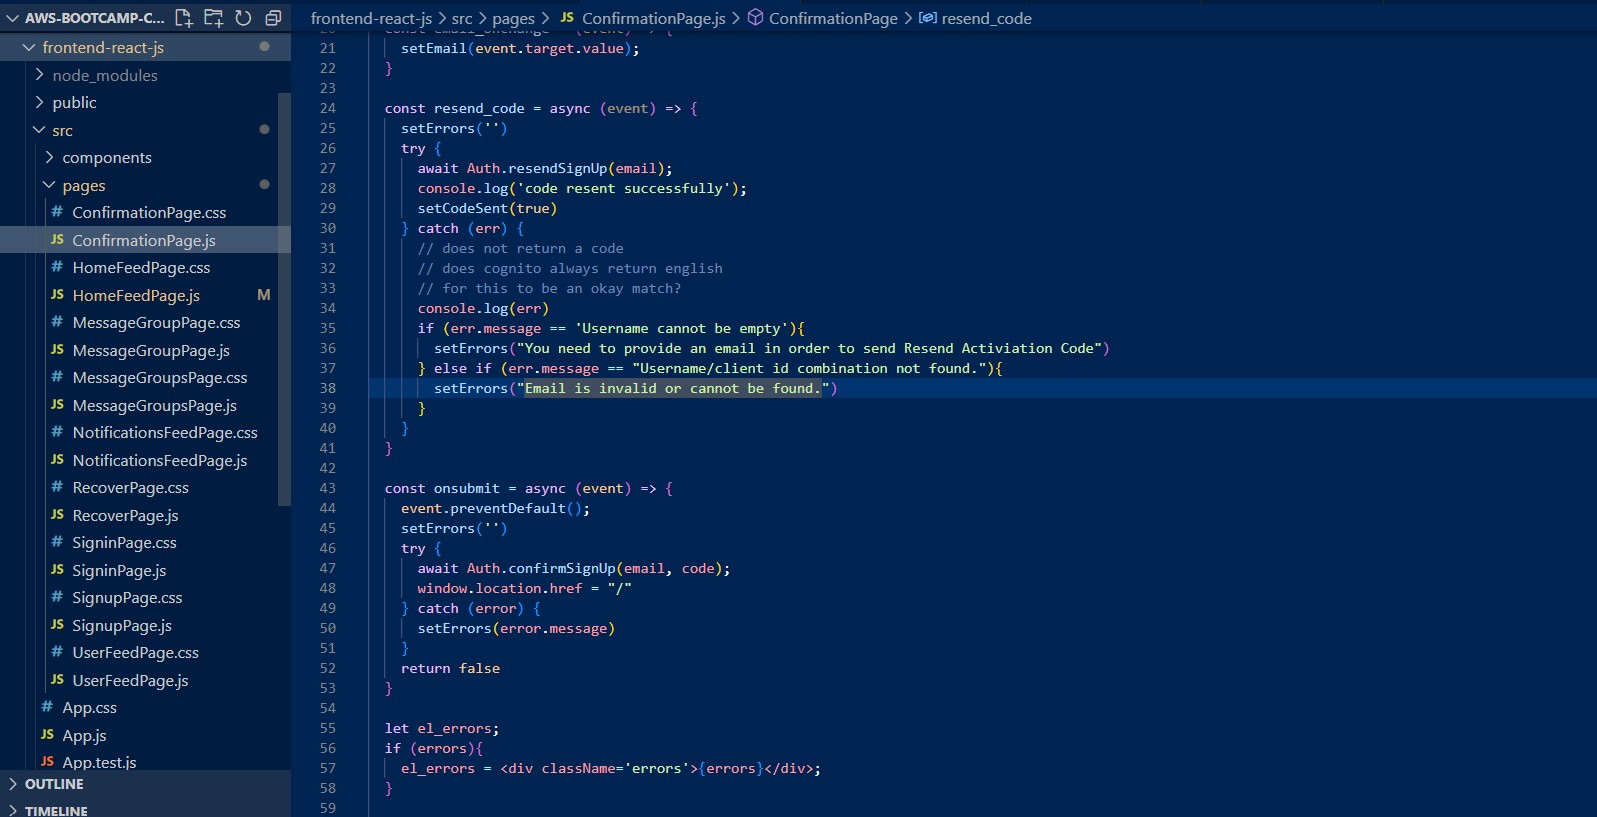 AWS-BOOTCAMP-C...
frontend-react-js
node_modules
public
src
components
pages
# ConfirmationPage.css
JS ConfirmationPage.js
# HomeFeedPage.css
JS HomeFeedPage.js M
# MessageGroupPage.css
JS MessageGroupPage.js
# MessageGroupsPage.css
JS MessageGroupsPage.js
# NotificationsFeedPage.css
JS NotificationsFeedPage.js
# RecoverPage.css
JS RecoverPage.js
# SigninPage.css
JS SigninPage.js
# SignupPage.css
JS SignupPage.js
# UserFeedPage.css
JS UserFeedPage.js
# App.css
JS App.js
JS App.test.js
OUTLINE
TIMELINE
frontend-react-js > src > pages > JS ConfirmationPage.js > ConfirmationPage > resend_code
20 const email_onchange = (event) => {
21 setEmail(event.target.value);
22 }
23
24 const resend_code = async (event) => {
25 setErrors('')
26 try {
27 await Auth.resendSignUp(email);
28 console.log('code resent successfully');
29 setCodeSent(true)
30 } catch (err) {
31 // does not return a code
32 // does cognito always return english
33 // for this to be an okay match?
34 console.log(err)
35 if (err.message == 'Username cannot be empty'){
36 setErrors("You need to provide an email in order to send Resend Activiation Code")
37 } else if (err.message == "Username/client id combination not found."){
38 setErrors("Email is invalid or cannot be found.")
39 }
40 }
41 }
42
43 const onsubmit = async (event) => {
44 event.preventDefault();
45 setErrors('')
46 try {
47 await Auth.confirmSignUp(email, code);
48 window.location.href = "/"
49 } catch (error) {
50 setErrors(error.message)
51 }
52 return false
53 }
54
55 let el_errors;
56 if (errors){
57 el_errors = <div className='errors'>{errors}</div>;
58 }
59